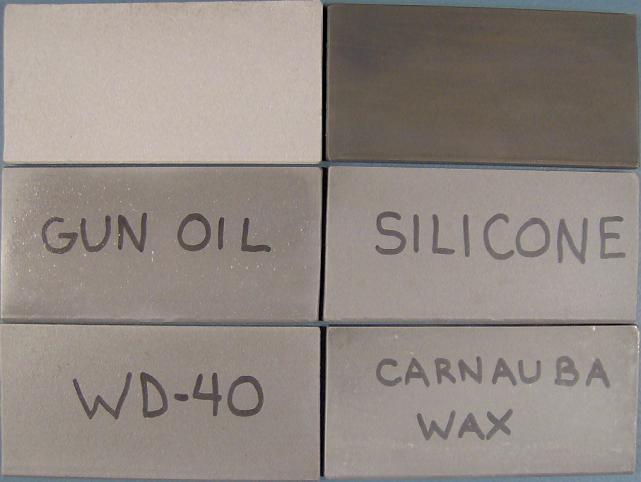 GUN OIL
SILICONE
WD-40
CARNAUBA
WAX